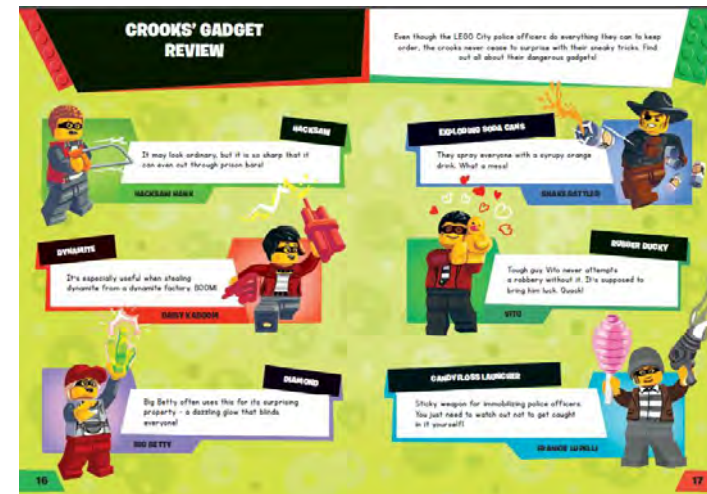 CROOKS' GADGET
REVIEW
Even though the LEGO City police officers do everything they can to keep
order, the crooks never cease to surprise with their sneaky tricks. Find
out all about their dangerous gadgets!
HACKSAW
It may look ordinary, but it is so sharp that it
can even cut through prison bars!
HACKSAW HANK
DYNAMITE
It's especially useful when stealing
dynamite from a dynamite factory. BOOM!
DAISY KABOOM
DIAMOND
Big Betty often uses this for its surprising
property – a dazzling glow that blinds
everyone!
BIG BETTY
16
EXPLODING SODA CANS
They spray everyone with a syrupy orange
drink. What a mess!
SNAKE RATTLER
RUBBER DUCKY
Tough guy Vito never attempts
a robbery without it. It's supposed to
bring him luck. Quack!
VITO
CANDYFLOSS LAUNCHER
Sticky weapon for immobilizing police officers.
You just need to watch out not to get caught
in it yourself!
FRANKIE LUPELLI
17